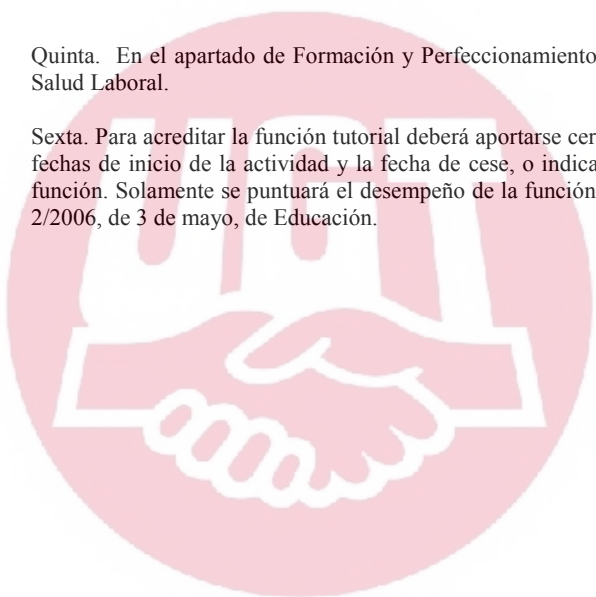 Quinta. En el apartado de Formación y Perfeccionamiento
Salud Laboral.
Sexta. Para acreditar la función tutorial deberá aportarse cer
fechas de inicio de la actividad y la fecha de cese, o indica
función. Solamente se puntuará el desempeño de la función
2/2006, de 3 de mayo, de Educación.
UGT